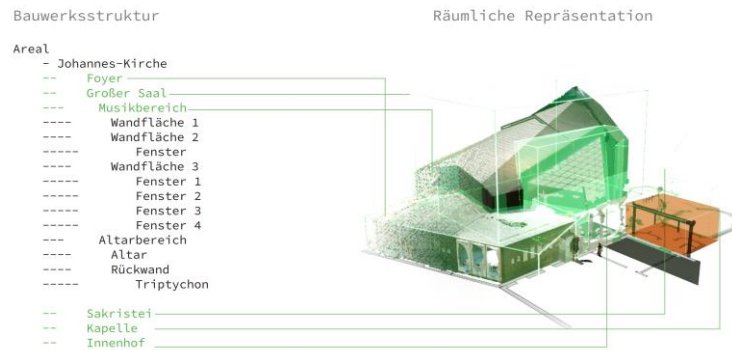 Bauwerksstruktur
Räumliche Repräsentation
Areal
- Johannes-Kirche
-- Foyer
-- Großer Saal
--- Musikbereich
---- Wandfläche 1
---- Wandfläche 2
----- Fenster
---- Wandfläche 3
----- Fenster 1
----- Fenster 2
----- Fenster 3
----- Fenster 4
--- Altarbereich
---- Altar
---- Rückwand
----- Triptychon
-- Sakristei
-- Kapelle
-- Innenhof